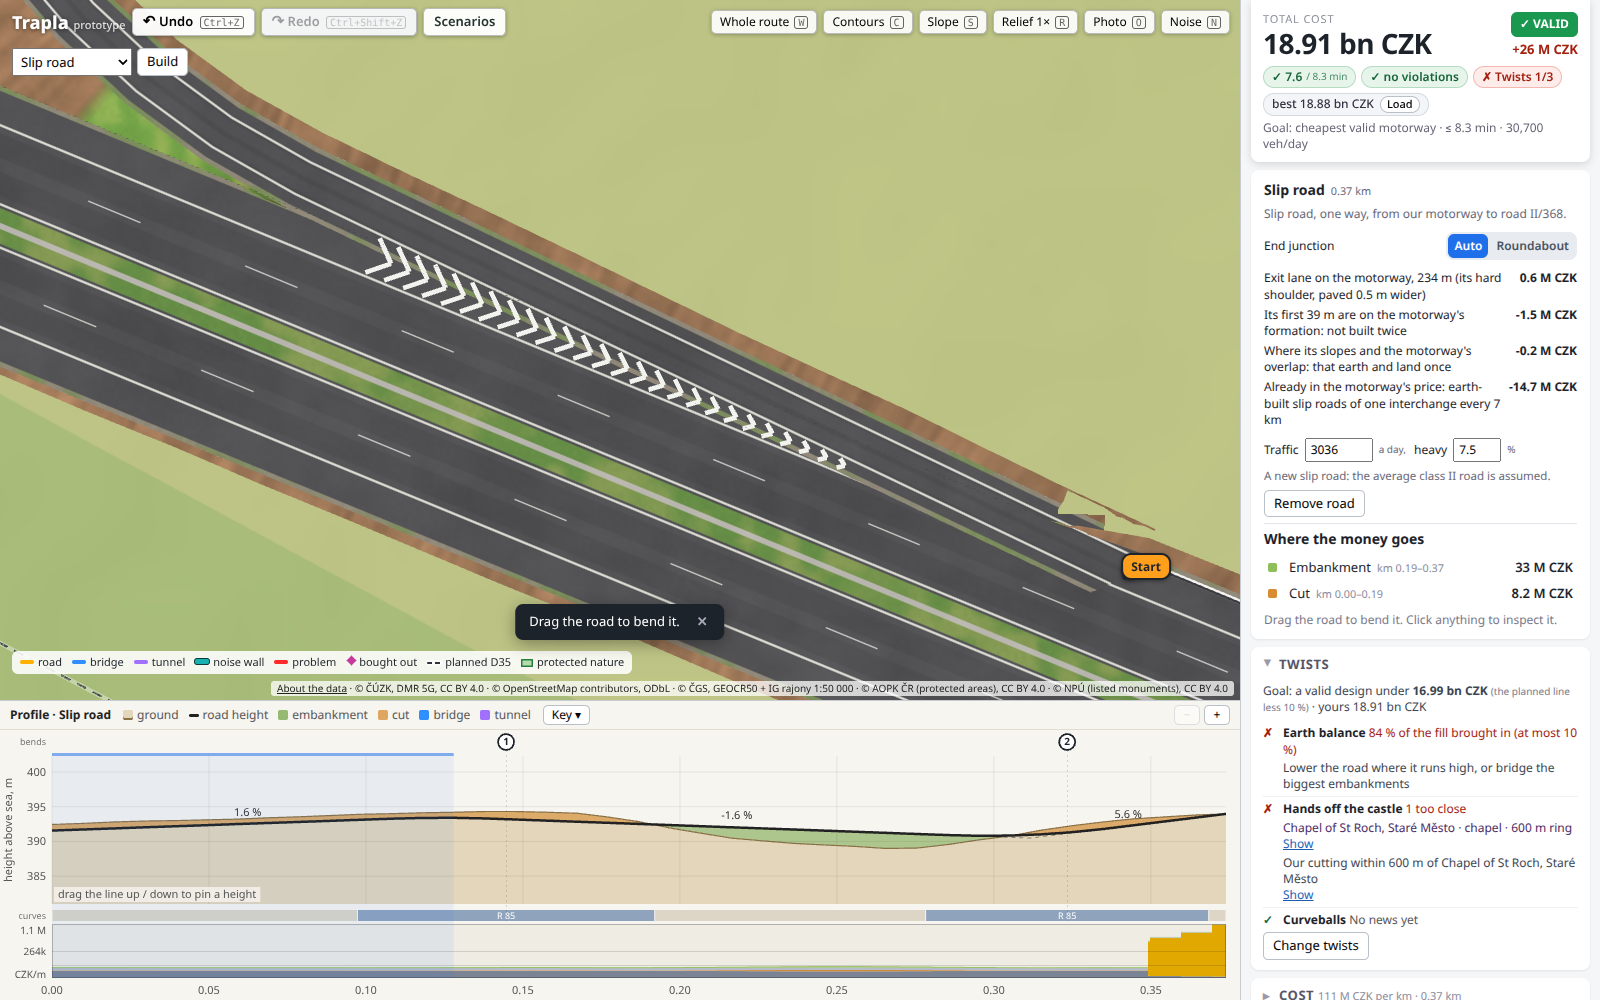 Trapla prototype
↶ Undo Ctrl+Z
↷ Redo Ctrl+Shift+Z
Scenarios
Whole route W
Contours C
Slope S
Relief 1× R
Photo O
Noise N
Slip road
Build
Start
Drag the road to bend it. ×
road bridge tunnel noise wall problem bought out planned D35 protected nature
About the data · © ČÚZK, DMR 5G, CC BY 4.0 · © OpenStreetMap contributors, ODbL · © ČGS, GEOCR50 + IG rajony 1:50 000 · © AOPK ČR (protected areas), CC BY 4.0 · © NPÚ (listed monuments), CC BY 4.0
Profile · Slip road ground road height embankment cut bridge tunnel Key ▾ − +
bends 1 2
height above sea, m
400
395
390
385
1.6 %
-1.6 %
5.6 %
drag the line up / down to pin a height
curves R 85 R 85
1.1 M
264k
CZK/m
0.00 0.05 0.10 0.15 0.20 0.25 0.30 0.35
TOTAL COST
18.91 bn CZK
✓ VALID
+26 M CZK
✓ 7.6 / 8.3 min
✓ no violations
✗ Twists 1/3
best 18.88 bn CZK Load
Goal: cheapest valid motorway · ≤ 8.3 min · 30,700
veh/day
Slip road 0.37 km
Slip road, one way, from our motorway to road II/368.
End junction Auto Roundabout
Exit lane on the motorway, 234 m (its hard 0.6 M CZK
shoulder, paved 0.5 m wider)
Its first 39 m are on the motorway's -1.5 M CZK
formation: not built twice
Where its slopes and the motorway's -0.2 M CZK
overlap: that earth and land once
Already in the motorway's price: earth- -14.7 M CZK
built slip roads of one interchange every 7
km
Traffic 3036 a day, heavy 7.5 %
A new slip road: the average class II road is assumed.
Remove road
Where the money goes
Embankment km 0.19–0.37 33 M CZK
Cut km 0.00–0.19 8.2 M CZK
Drag the road to bend it. Click anything to inspect it.
▼ TWISTS
Goal: a valid design under 16.99 bn CZK (the planned line
less 10 %) · yours 18.91 bn CZK
✗ Earth balance 84 % of the fill brought in (at most 10
%)
Lower the road where it runs high, or bridge the
biggest embankments
✗ Hands off the castle 1 too close
Chapel of St Roch, Staré Město · chapel · 600 m ring
Show
Our cutting within 600 m of Chapel of St Roch, Staré
Město
Show
✓ Curveballs No news yet
Change twists
▶ COST 111 M CZK per km · 0.37 km